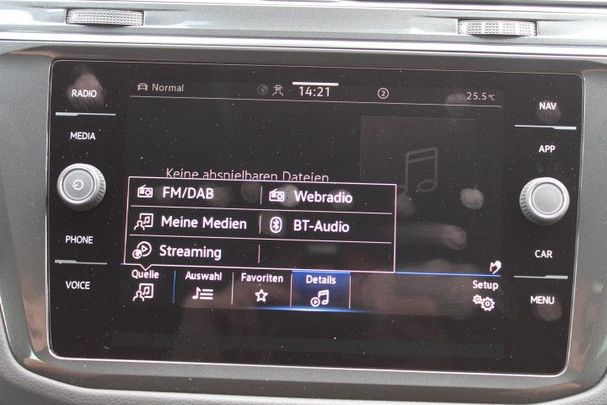 RADIO
MEDIA
PHONE
VOICE
Normal
14:21
2
25.5°C
Keine abspielbaren Dateien
FM/DAB
Webradio
Meine Medien
BT-Audio
Streaming
Quelle
Auswahl
Favoriten
Details
Setup
NAV
APP
CAR
MENU